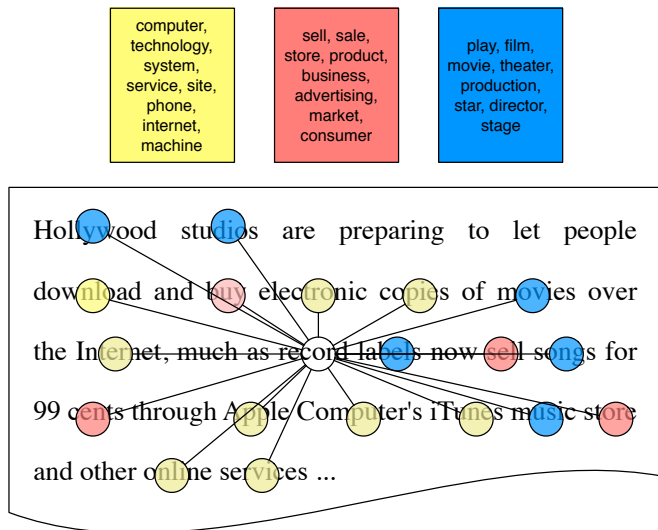 computer,
technology,
system,
service, site,
phone,
internet,
machine
sell, sale,
store, product,
business,
advertising,
market,
consumer
play, film,
movie, theater,
production,
star, director,
stage
Hollywood studios are preparing to let people
download and buy electronic copies of movies over
the Internet, much as record labels now sell songs for
99 cents through Apple Computer's iTunes music store
and other online services ...